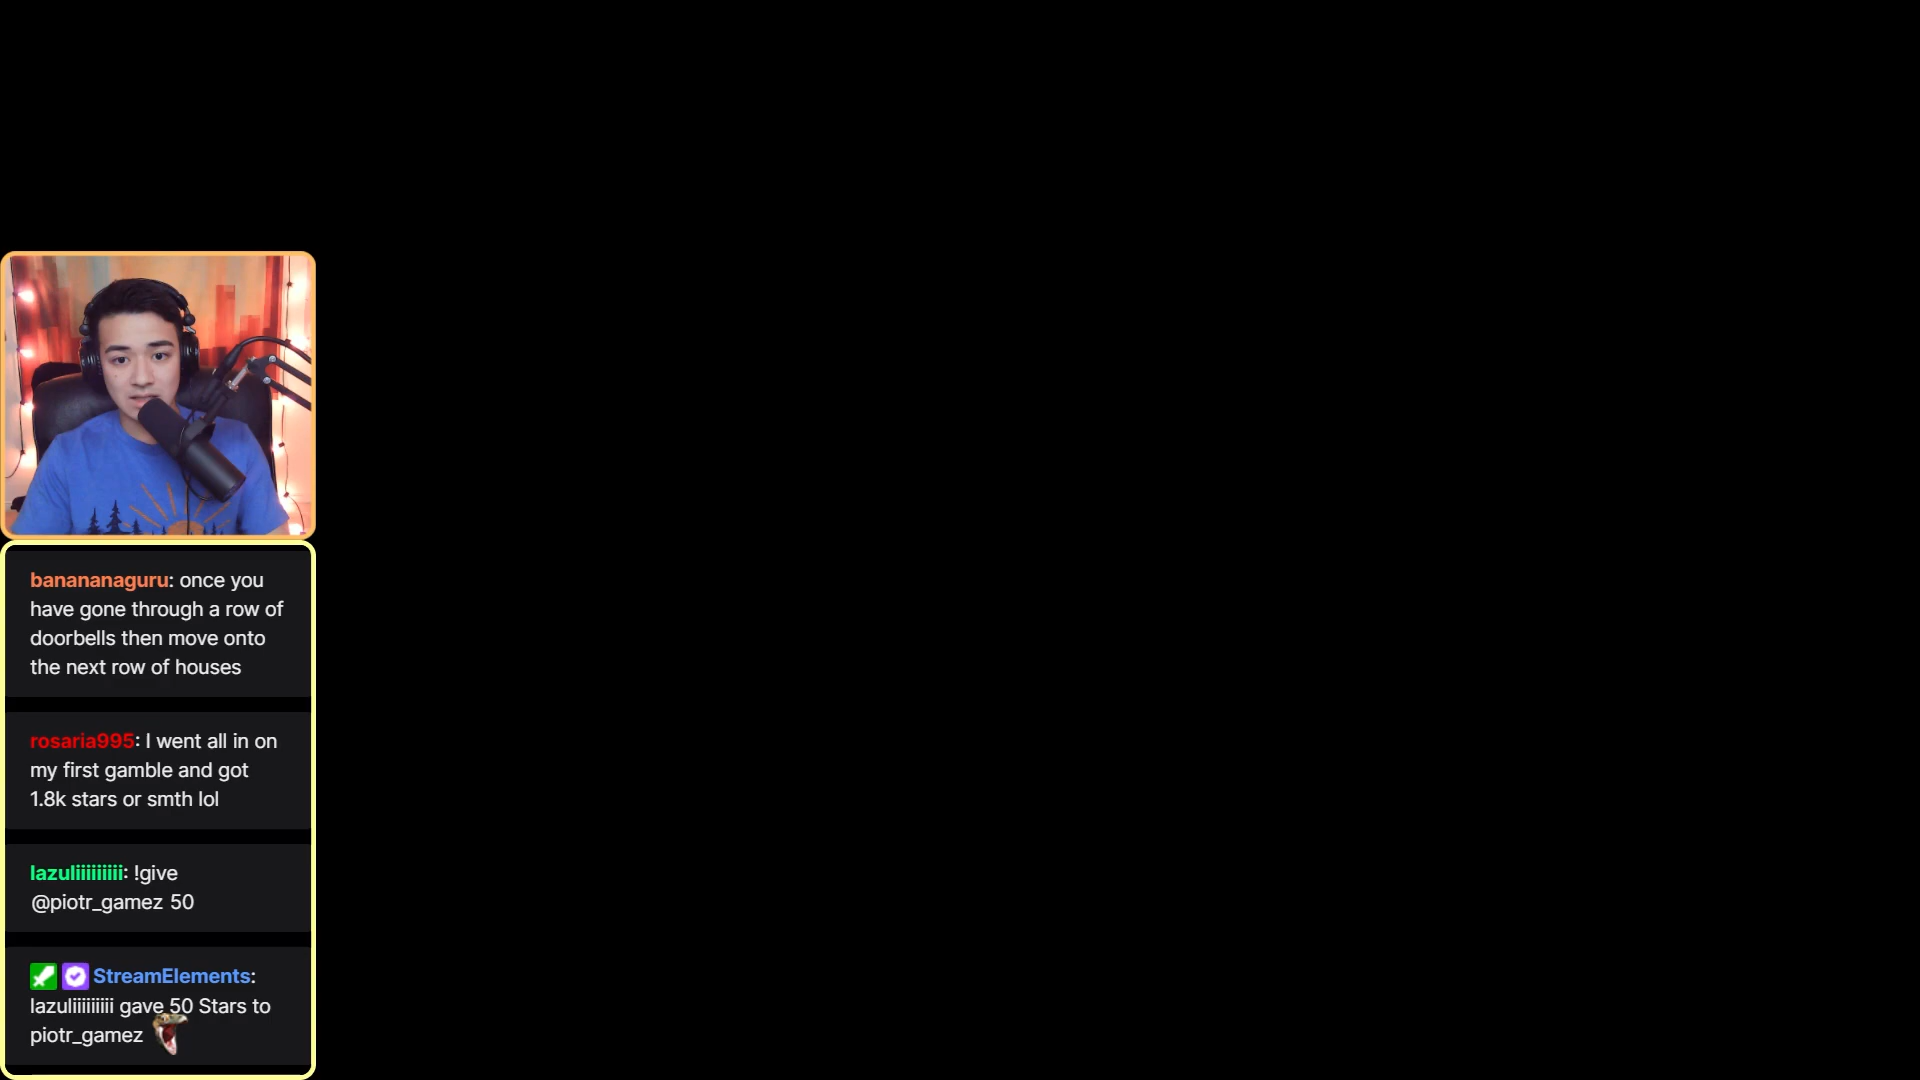 banananaguru: once you
have gone through a row of
doorbells then move onto
the next row of houses
rosaria995: I went all in on
my first gamble and got
1.8k stars or smth lol
lazuliiiiiiiiii: !give
@piotr_gamez 50
StreamElements:
lazuliiiiiiiiii gave 50 Stars to
piotr_gamez